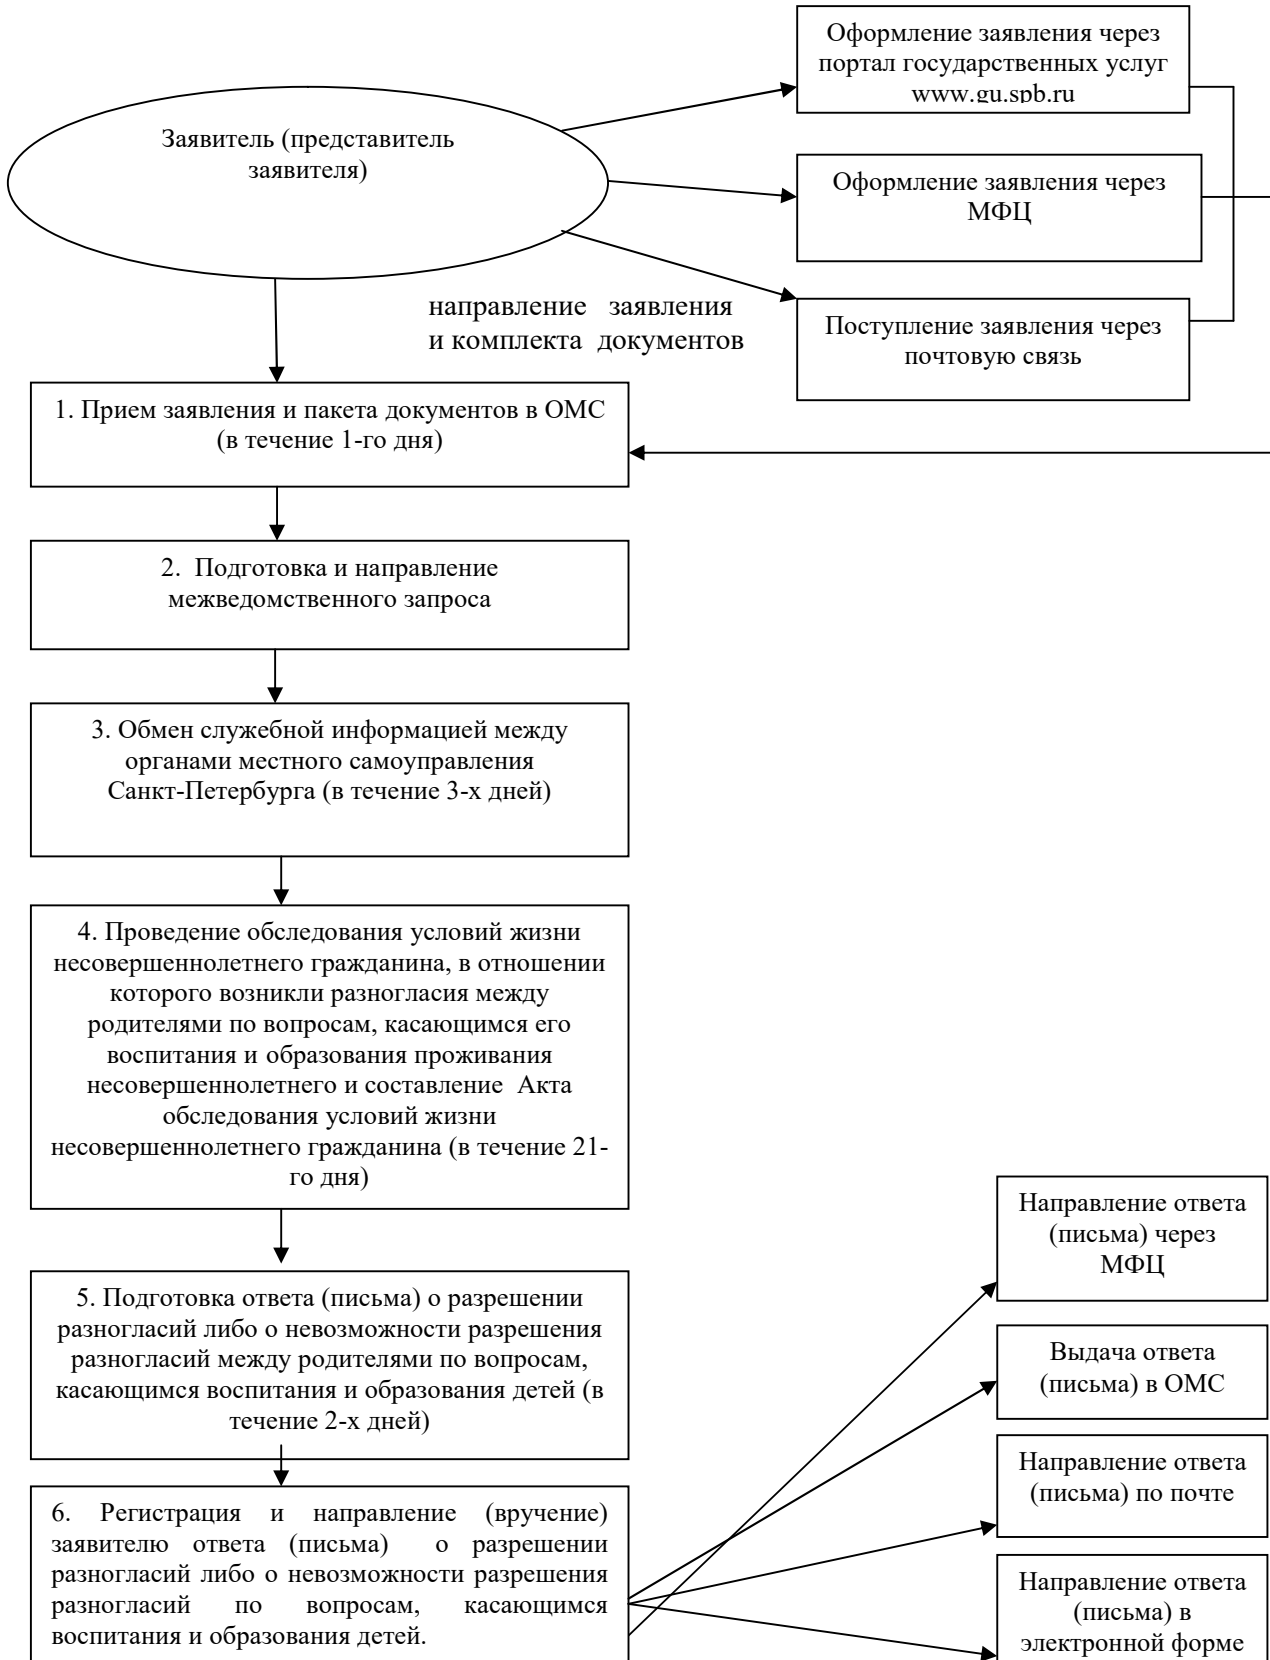 Оформление заявления через
портал государственных услуг
www.gu.spb.ru
Заявитель (представитель
заявителя)
Оформление заявления через
МФЦ
направление заявления
и комплекта документов
Поступление заявления через
почтовую связь
1. Прием заявления и пакета документов в ОМС
(в течение 1-го дня)
2. Подготовка и направление
межведомственного запроса
3. Обмен служебной информацией между
органами местного самоуправления
Санкт-Петербурга (в течение 3-х дней)
4. Проведение обследования условий жизни
несовершеннолетнего гражданина, в отношении
которого возникли разногласия между
родителями по вопросам, касающимся его
воспитания и образования проживания
несовершеннолетнего и составление Акта
обследования условий жизни
несовершеннолетнего гражданина (в течение 21-
го дня)
5. Подготовка ответа (письма) о разрешении
разногласий либо о невозможности разрешения
разногласий между родителями по вопросам,
касающимся воспитания и образования детей (в
течение 2-х дней)
6. Регистрация и направление (вручение)
заявителю ответа (письма) о разрешении
разногласий либо о невозможности разрешения
разногласий по вопросам, касающимся
воспитания и образования детей.
Направление ответа
(письма) через
МФЦ
Выдача ответа
(письма) в ОМС
Направление ответа
(письма) по почте
Направление ответа
(письма) в
электронной форме